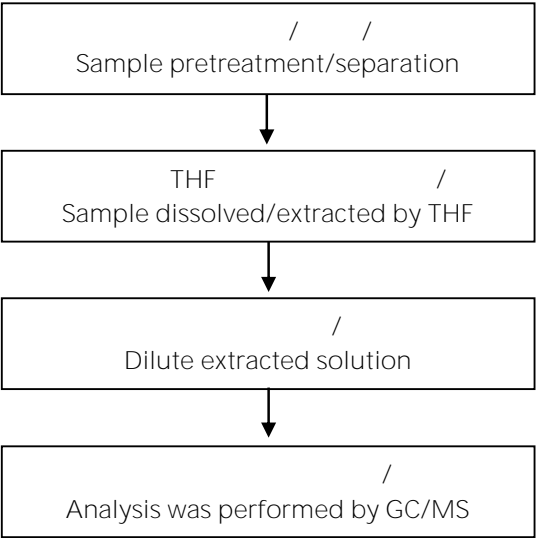 / /
Sample pretreatment/separation
THF /
Sample dissolved/extracted by THF
/
Dilute extracted solution
/
Analysis was performed by GC/MS